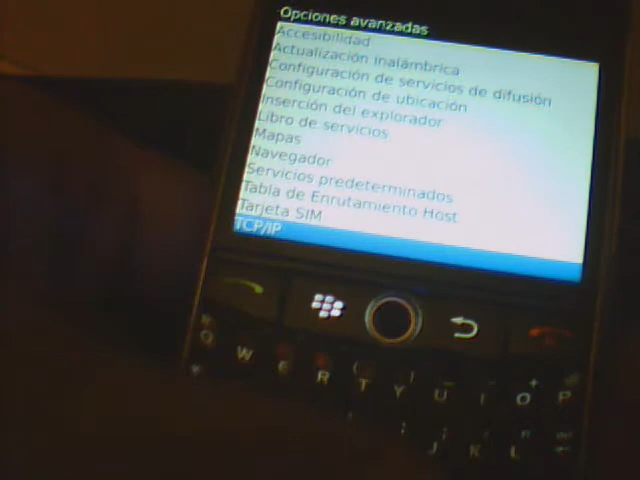 Opciones avanzadas
Accesibilidad
Actualización inalámbrica
Configuración de servicios de difusión
Configuración de ubicación
Inserción del explorador
Libro de servicios
Mapas
Navegador
Servicios predeterminados
Tabla de Enrutamiento Host
Tarjeta SIM
TCP/IP
Q W E R T Y U I O P
J K L